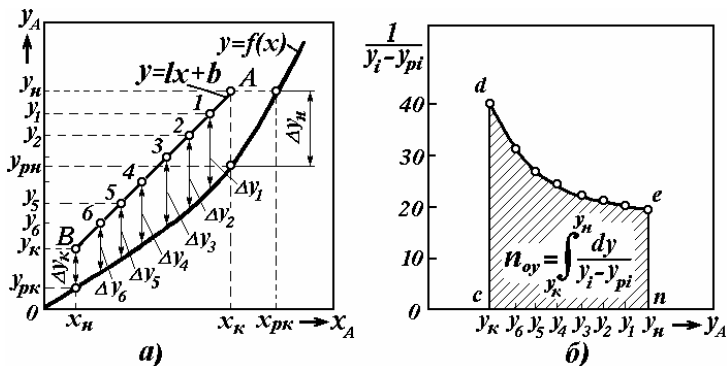 y_A
y=f(x)
y=lx+b
A
y_н
y_1
1
y_2
2
Δy_н
3
y_рн
4
Δy_1
y_5
5
Δy_2
y_6
6
Δy_3
B
Δy_4
y_к
Δy_к
Δy_5
Δy_6
y_рк
0
x_н
x_к
x_рк
x_A
а)
1
y_i–y_pi
d
40
30
20
e
10
n_oy = ∫ y_н y_к dy / y_i–y_pi
0
c
n
y_к y_6 y_5 y_4 y_3 y_2 y_1 y_н y_A
б)